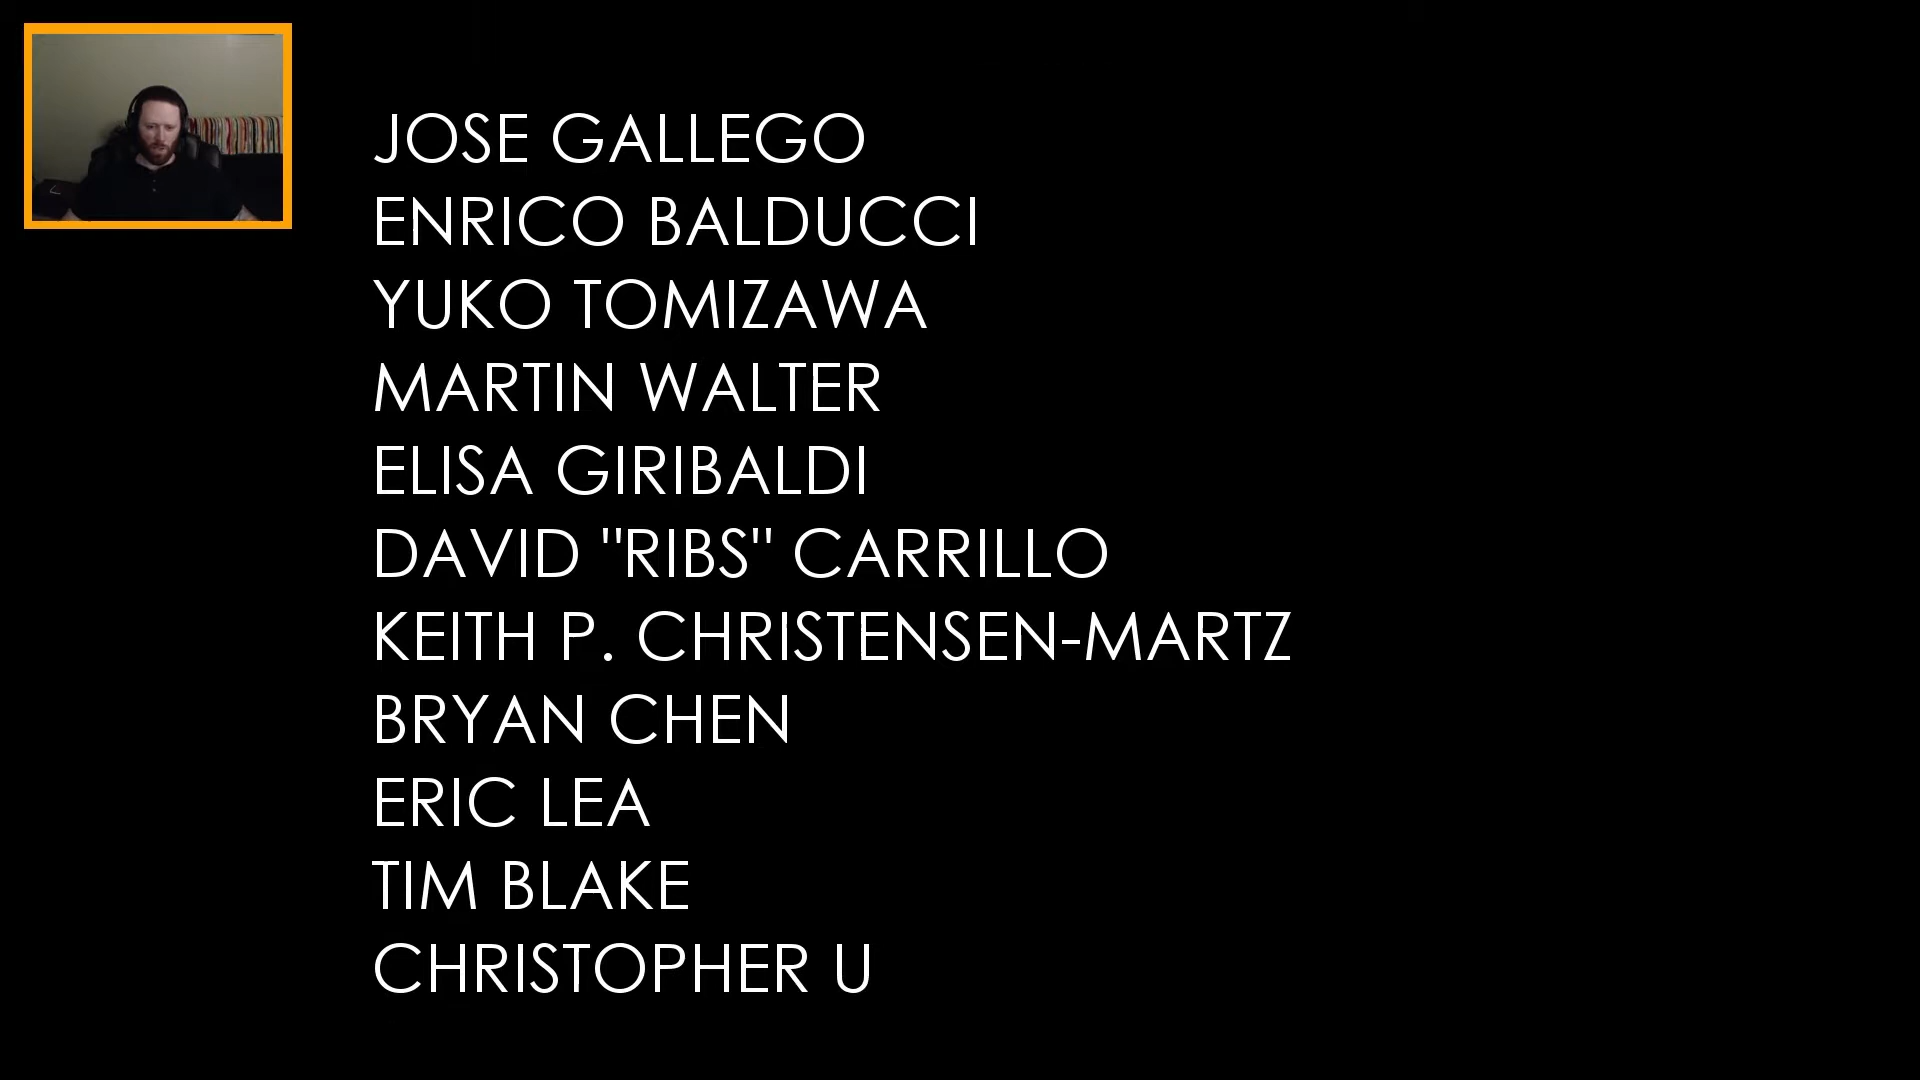 JOSE GALLEGO
ENRICO BALDUCCI
YUKO TOMIZAWA
MARTIN WALTER
ELISA GIRIBALDI
DAVID "RIBS" CARRILLO
KEITH P. CHRISTENSEN-MARTZ
BRYAN CHEN
ERIC LEA
TIM BLAKE
CHRISTOPHER U